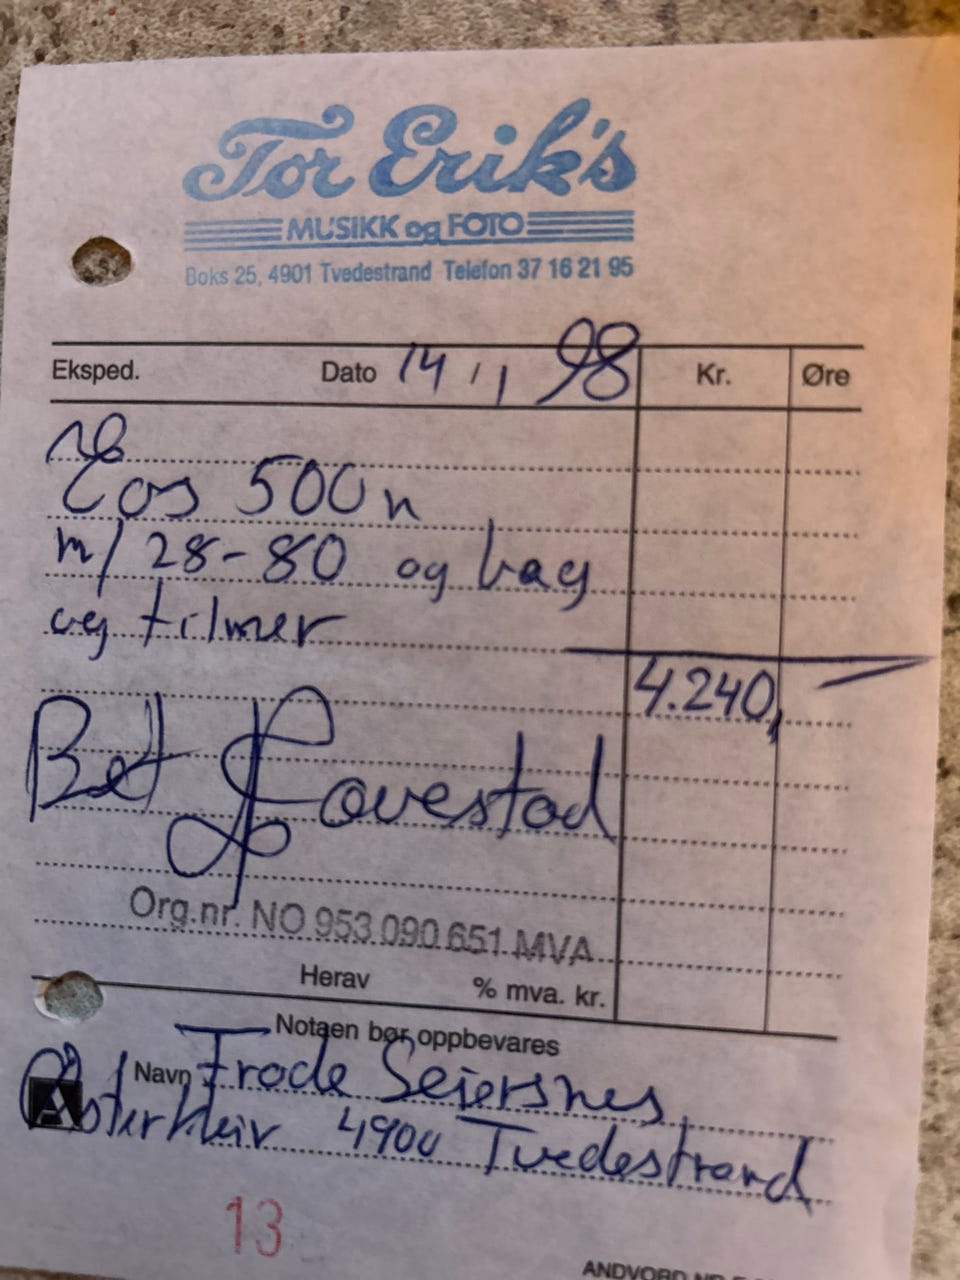 Tor Erik's
MUSIKK og FOTO
Boks 25, 4901 Tvedestrand Telefon 37 16 21 95
Eksped. Dato 14/1 98 Kr. Øre
Eos 500n
m/ 28-80 og bag
og filmer
4.240,-
Bet
Org.nr. NO 953 090 651 MVA
Herav % mva. kr.
Notaen bør oppbevares
Navn Frode Seiersnes
4900 Tvedestrand
13